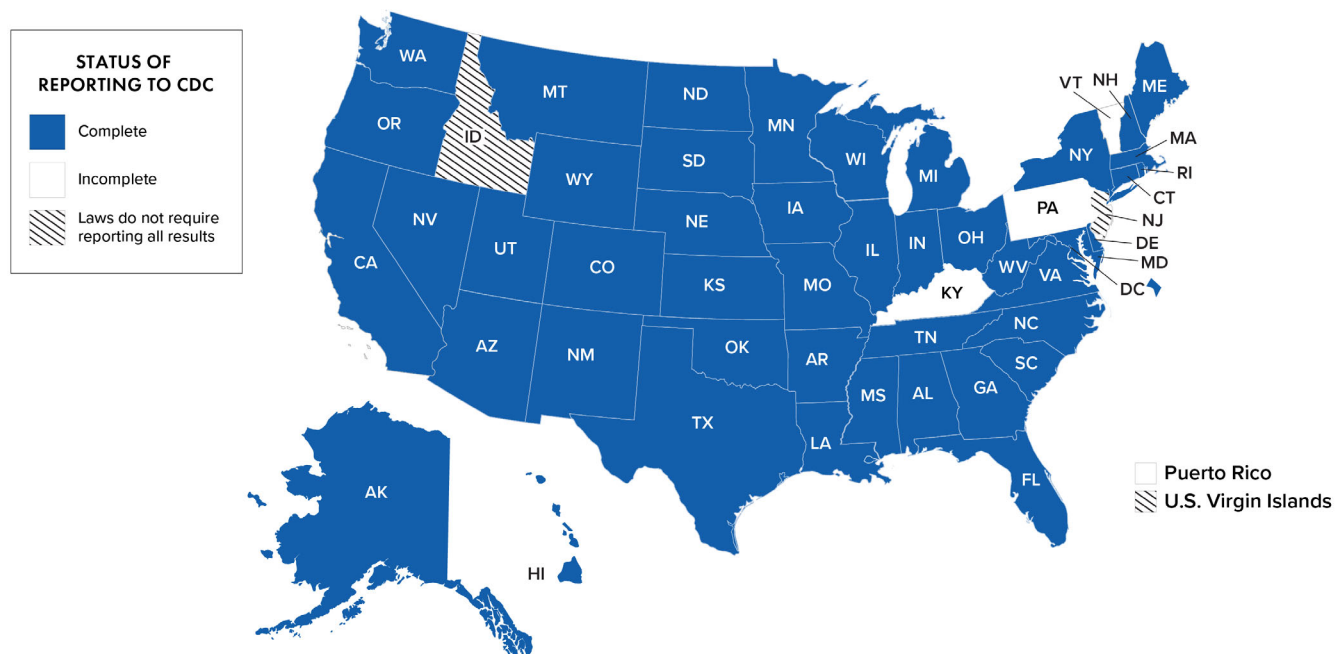 STATUS OF
REPORTING TO CDC
Complete
Incomplete
Laws do not require
reporting all results
WA
OR
CA
NV
ID
MT
WY
UT
AZ
CO
NM
ND
SD
NE
KS
OK
TX
MN
IA
MO
AR
LA
WI
IL
MI
IN
OH
KY
TN
MS
AL
GA
FL
SC
NC
VA
WV
PA
NY
VT
NH
ME
MA
RI
CT
NJ
DE
MD
DC
AK
HI
Puerto Rico
U.S. Virgin Islands